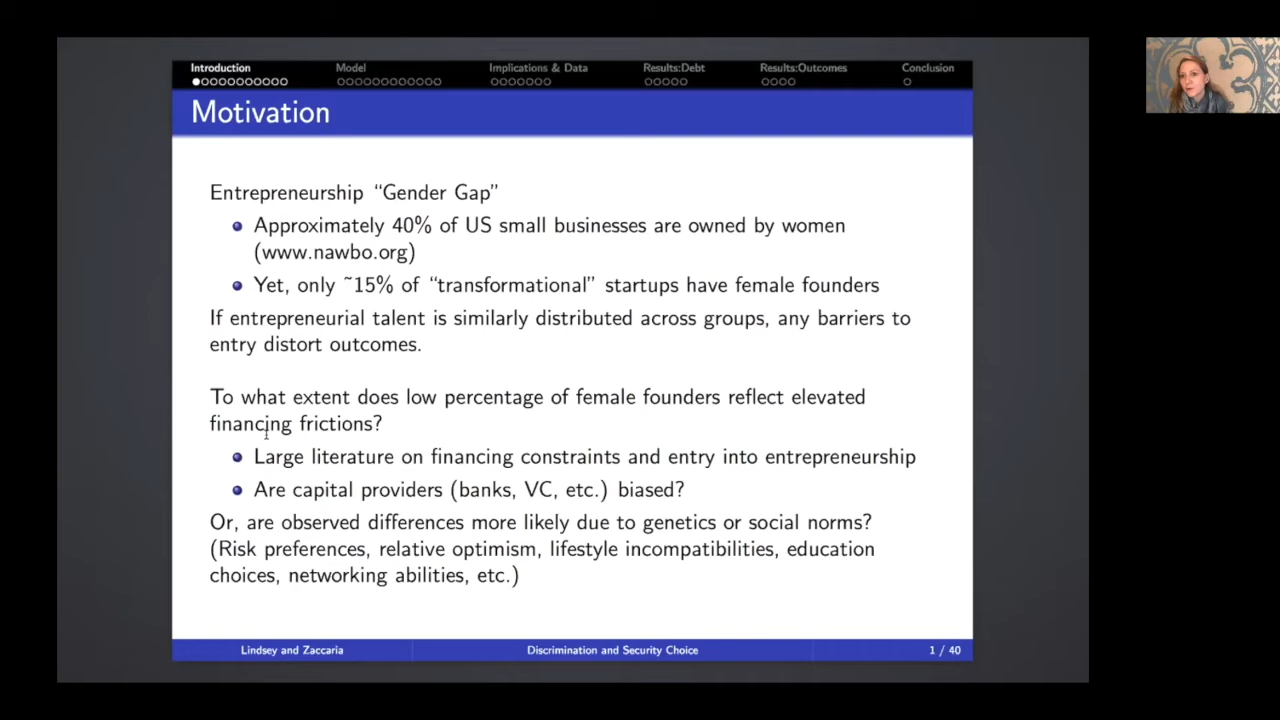 Introduction Model Implications & Data Results:Debt Results:Outcomes Conclusion
Motivation
Entrepreneurship “Gender Gap”
Approximately 40% of US small businesses are owned by women
(www.nawbo.org)
Yet, only ~15% of “transformational” startups have female founders
If entrepreneurial talent is similarly distributed across groups, any barriers to
entry distort outcomes.
To what extent does low percentage of female founders reflect elevated
financing frictions?
Large literature on financing constraints and entry into entrepreneurship
Are capital providers (banks, VC, etc.) biased?
Or, are observed differences more likely due to genetics or social norms?
(Risk preferences, relative optimism, lifestyle incompatibilities, education
choices, networking abilities, etc.)
Lindsey and Zaccaria Discrimination and Security Choice 1 / 40